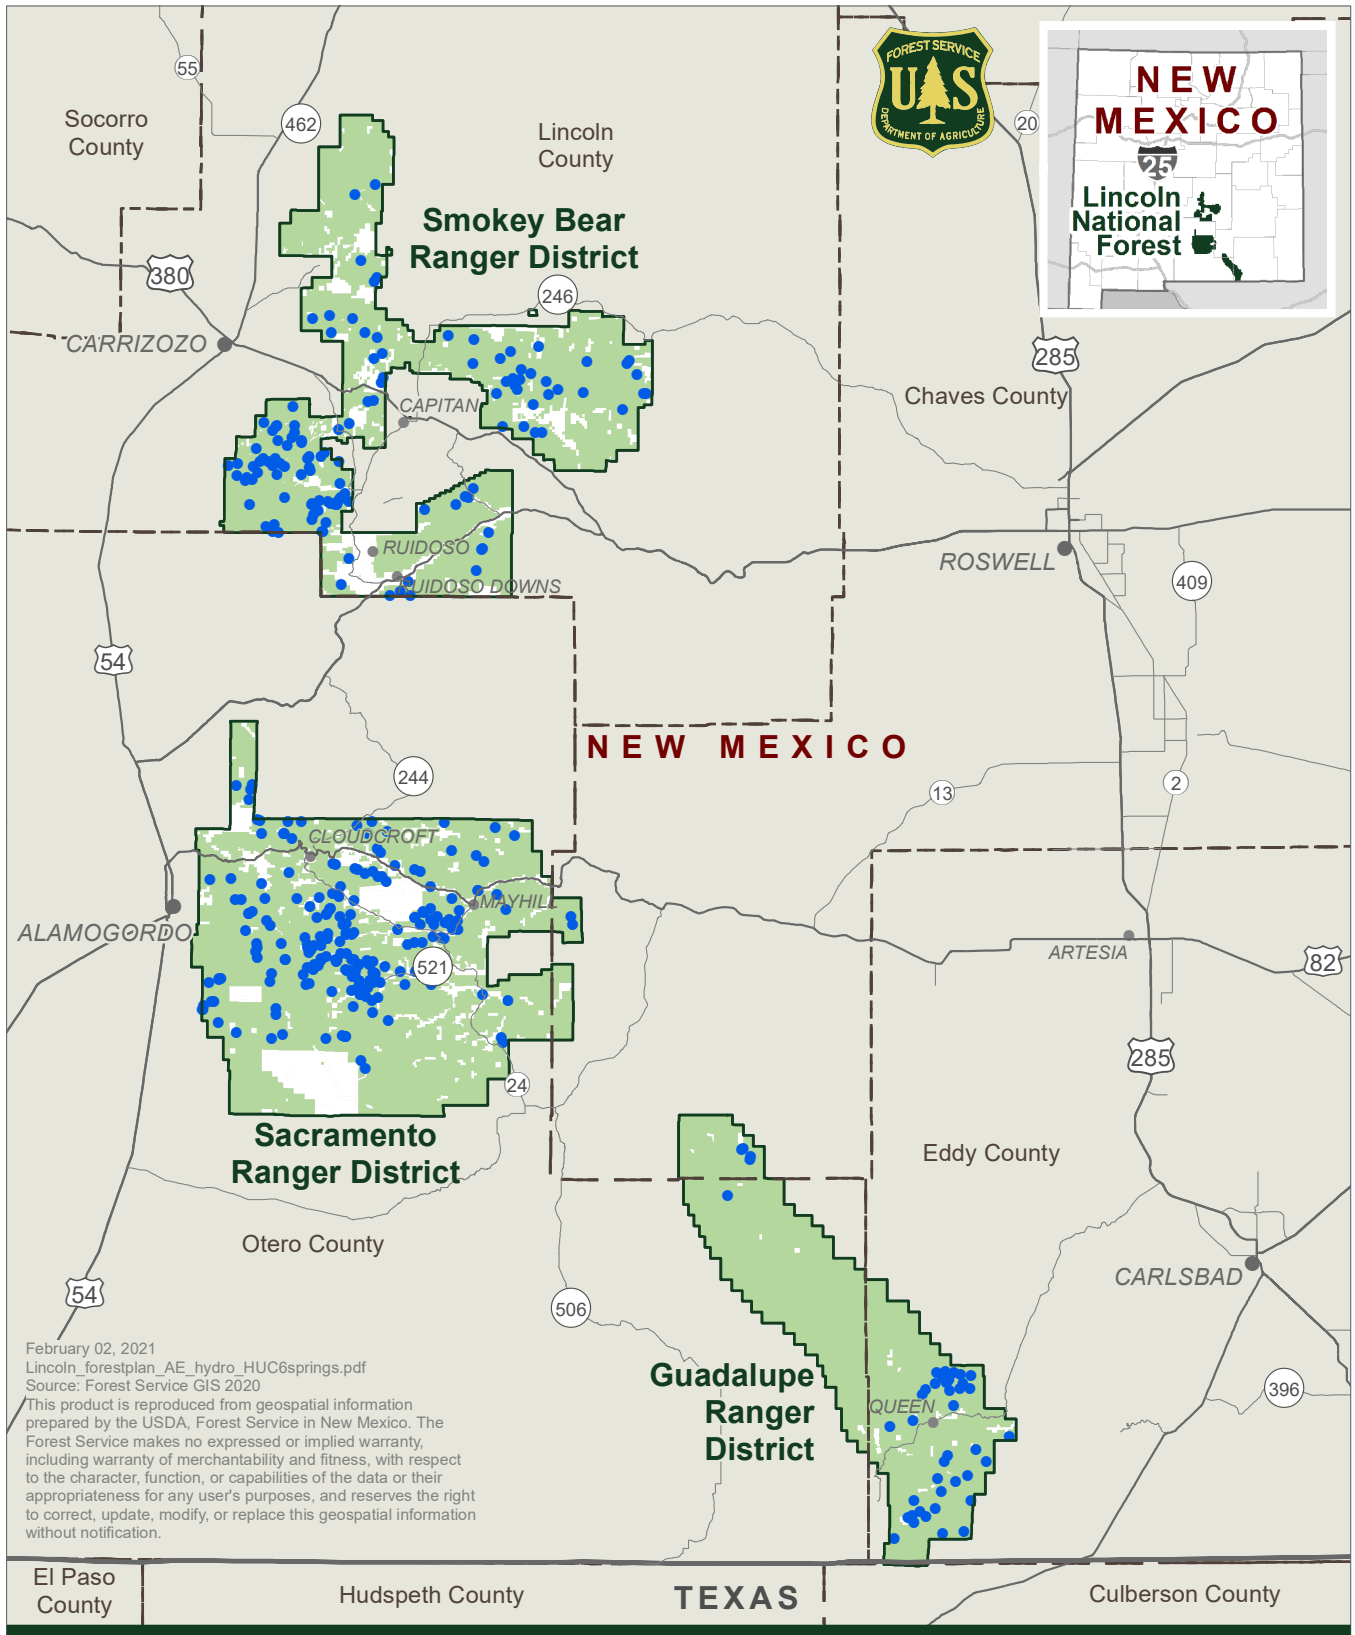 55
Socorro
County
462
Lincoln
County
FOREST SERVICE
U S
DEPARTMENT OF AGRICULTURE
20
NEW
MEXICO
25
Lincoln
National
Forest
Smokey Bear
Ranger District
380
246
CARRIZOZO
285
Chaves County
CAPITAN
RUIDOSO
ROSWELL
RUIDOSO DOWNS
409
54
NEW MEXICO
244
13
2
CLOUDCROFT
MAYHILL
ALAMOGORDO
ARTESIA
521
82
285
24
Sacramento
Ranger District
Eddy County
Otero County
CARLSBAD
54
506
February 02, 2021
Lincoln_forestplan_AE_hydro_HUC6springs.pdf
Source: Forest Service GIS 2020
This product is reproduced from geospatial information
prepared by the USDA, Forest Service in New Mexico. The
Forest Service makes no expressed or implied warranty,
including warranty of merchantability and fitness, with respect
to the character, function, or capabilities of the data or their
appropriateness for any user's purposes, and reserves the right
to correct, update, modify, or replace this geospatial information
without notification.
Guadalupe
Ranger
District
QUEEN
396
El Paso
County
Hudspeth County
TEXAS
Culberson County